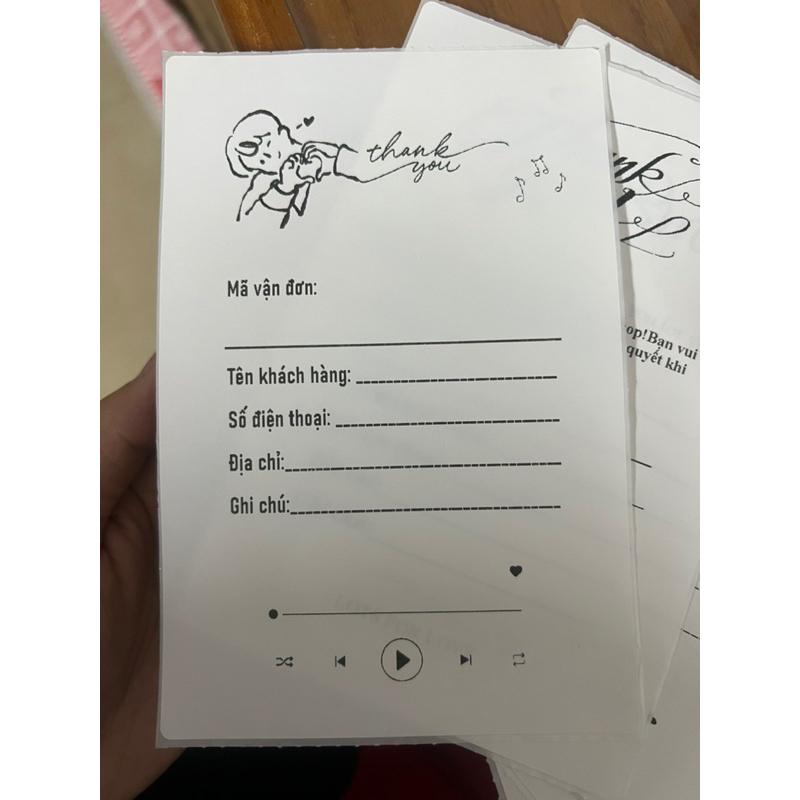 thank
you
Mã vận đơn:
Tên khách hàng:
Số điện thoại:
Địa chỉ:
Ghi chú:
op!Bạn vui
quyết khi